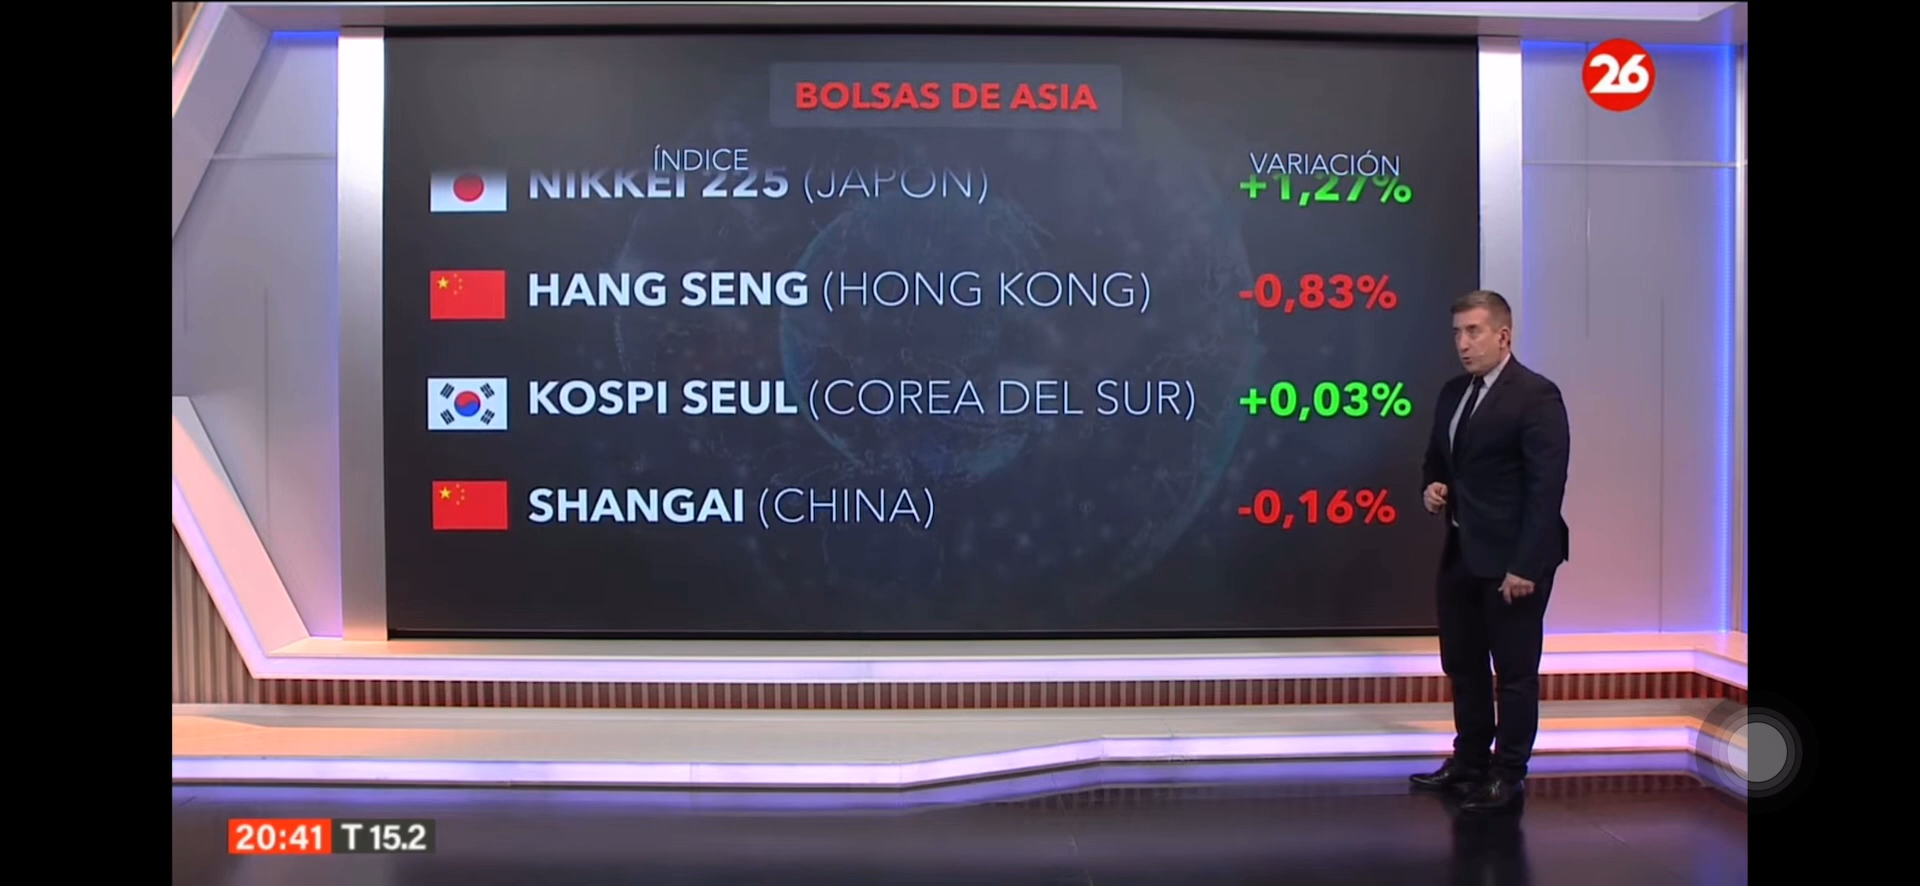 26
BOLSAS DE ASIA
ÍNDICE VARIACIÓN
NIKKEI 225 (JAPÓN) +1,27%
HANG SENG (HONG KONG) -0,83%
KOSPI SEUL (COREA DEL SUR) +0,03%
SHANGAI (CHINA) -0,16%
20:41 T 15.2